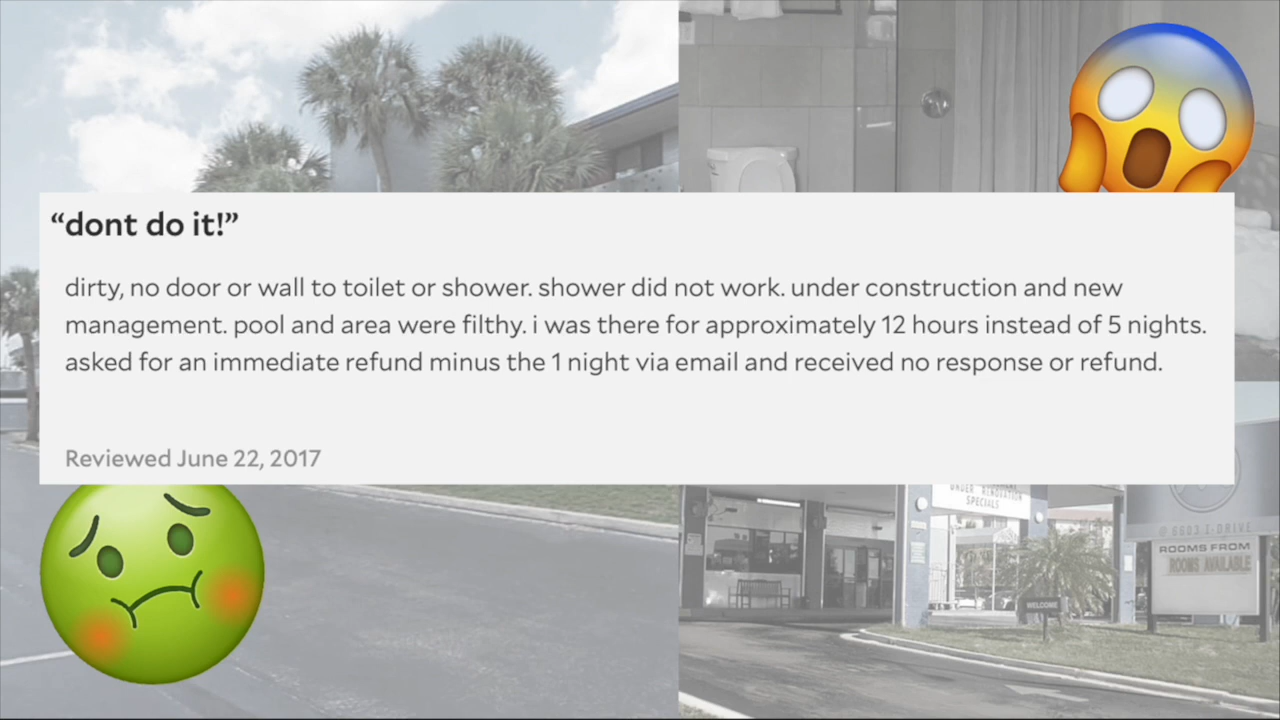 “dont do it!”
dirty, no door or wall to toilet or shower. shower did not work. under construction and new
management. pool and area were filthy. i was there for approximately 12 hours instead of 5 nights.
asked for an immediate refund minus the 1 night via email and received no response or refund.
Reviewed June 22, 2017
UNDER RENOVATION
SPECIALS
@ 6603 I-DRIVE
ROOMS FROM
ROOMS AVAILABLE
WELCOME